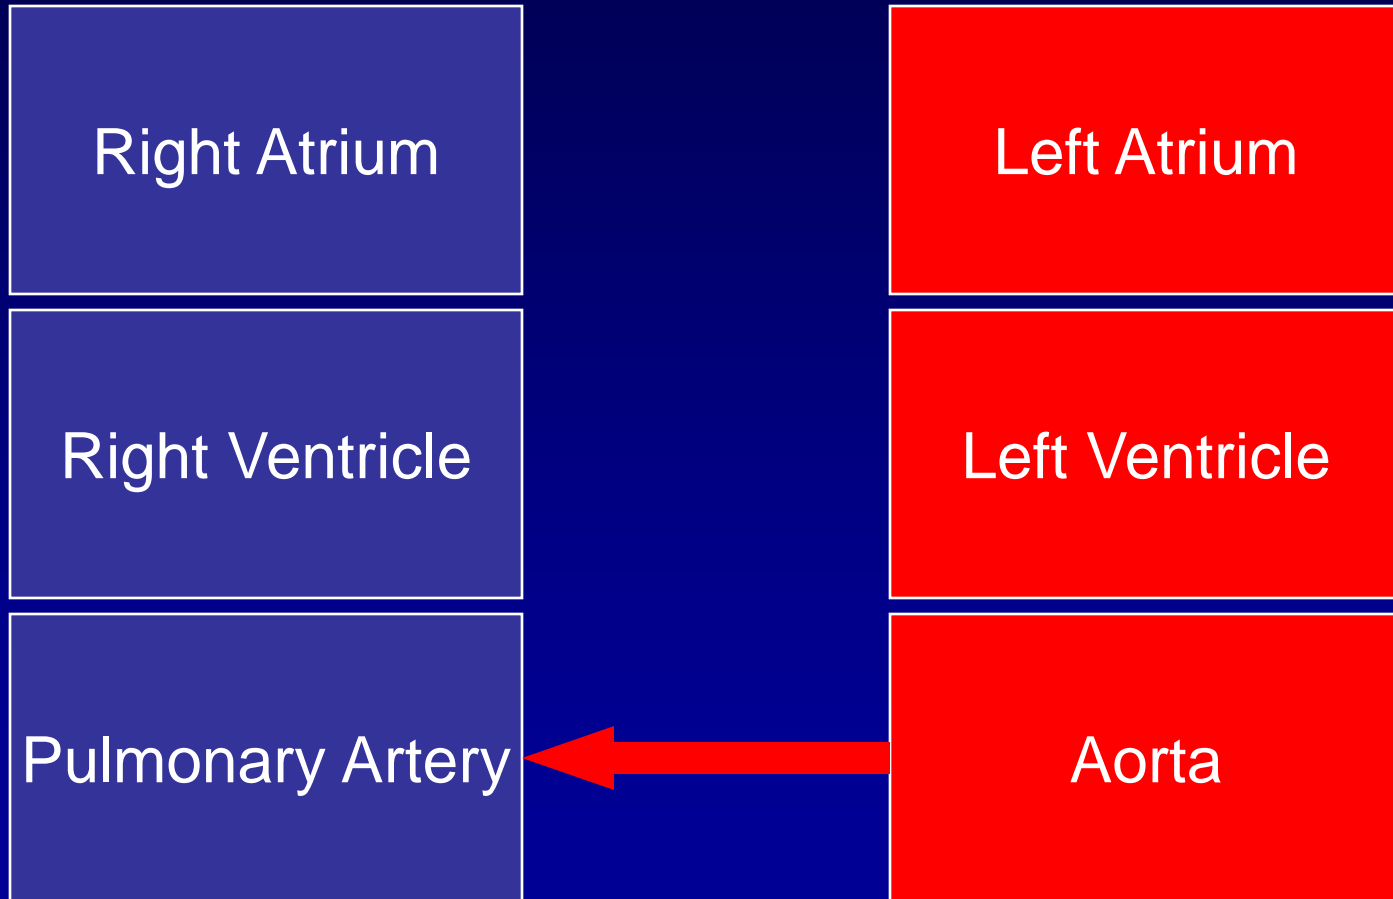 Right Atrium
Left Atrium
Right Ventricle
Left Ventricle
Pulmonary Artery
Aorta